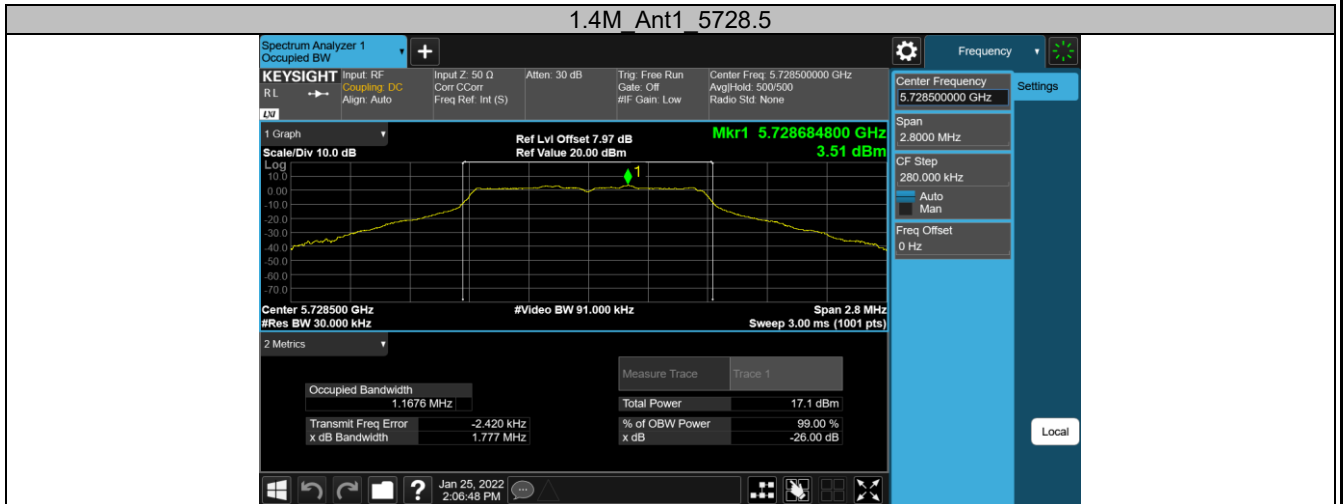 1.4M_Ant1_5728.5
Spectrum Analyzer 1
Occupied BW
+
Frequency
KEYSIGHT Input: RF Input Z: 50 Ω Atten: 30 dB Trig: Free Run Center Freq: 5.728500000 GHz
RL Coupling: DC Corr CCorr Gate: Off Avg|Hold: 500/500
Align: Auto Freq Ref: Int (S) #IF Gain: Low Radio Std: None
LXI
Center Frequency
5.728500000 GHz
Settings
Span
2.8000 MHz
CF Step
280.000 kHz
Auto
Man
Freq Offset
0 Hz
1 Graph
Ref Lvl Offset 7.97 dB
Mkr1 5.728684800 GHz
Scale/Div 10.0 dB
Ref Value 20.00 dBm
3.51 dBm
Log
10.0
0.00
-10.0
-20.0
-30.0
-40.0
-50.0
-60.0
-70.0
1
Center 5.728500 GHz #Video BW 91.000 kHz Span 2.8 MHz
#Res BW 30.000 kHz Sweep 3.00 ms (1001 pts)
2 Metrics
Measure Trace Trace 1
Occupied Bandwidth
1.1676 MHz
Total Power 17.1 dBm
Transmit Freq Error -2.420 kHz % of OBW Power 99.00 %
x dB Bandwidth 1.777 MHz x dB -26.00 dB
Local
? Jan 25, 2022
2:06:48 PM